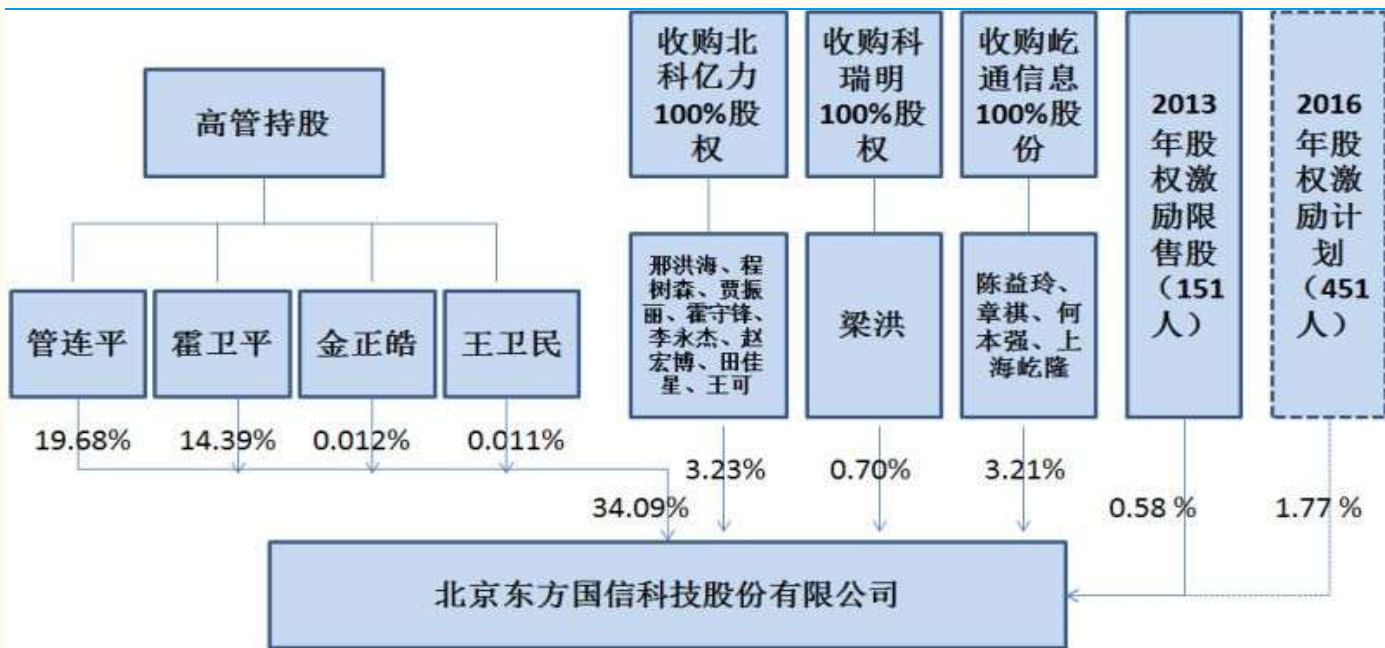 高管持股
收购北
科亿力
100%股
权
收购科
瑞明
100%股
权
收购屹
通信息
100%股
份
2013
年股
权激
励限
售股
（151
人）
2016
年股
权激
励计
划
（451
人）
管连平
霍卫平
金正皓
王卫民
邢洪海、程
树森、贾振
丽、霍守锋、
李永杰、赵
宏博、田佳
星、王可
梁洪
陈益玲、
章祺、何
本强、上
海屹隆
19.68%
14.39%
0.012%
0.011%
3.23%
0.70%
3.21%
34.09%
0.58 %
1.77 %
北京东方国信科技股份有限公司